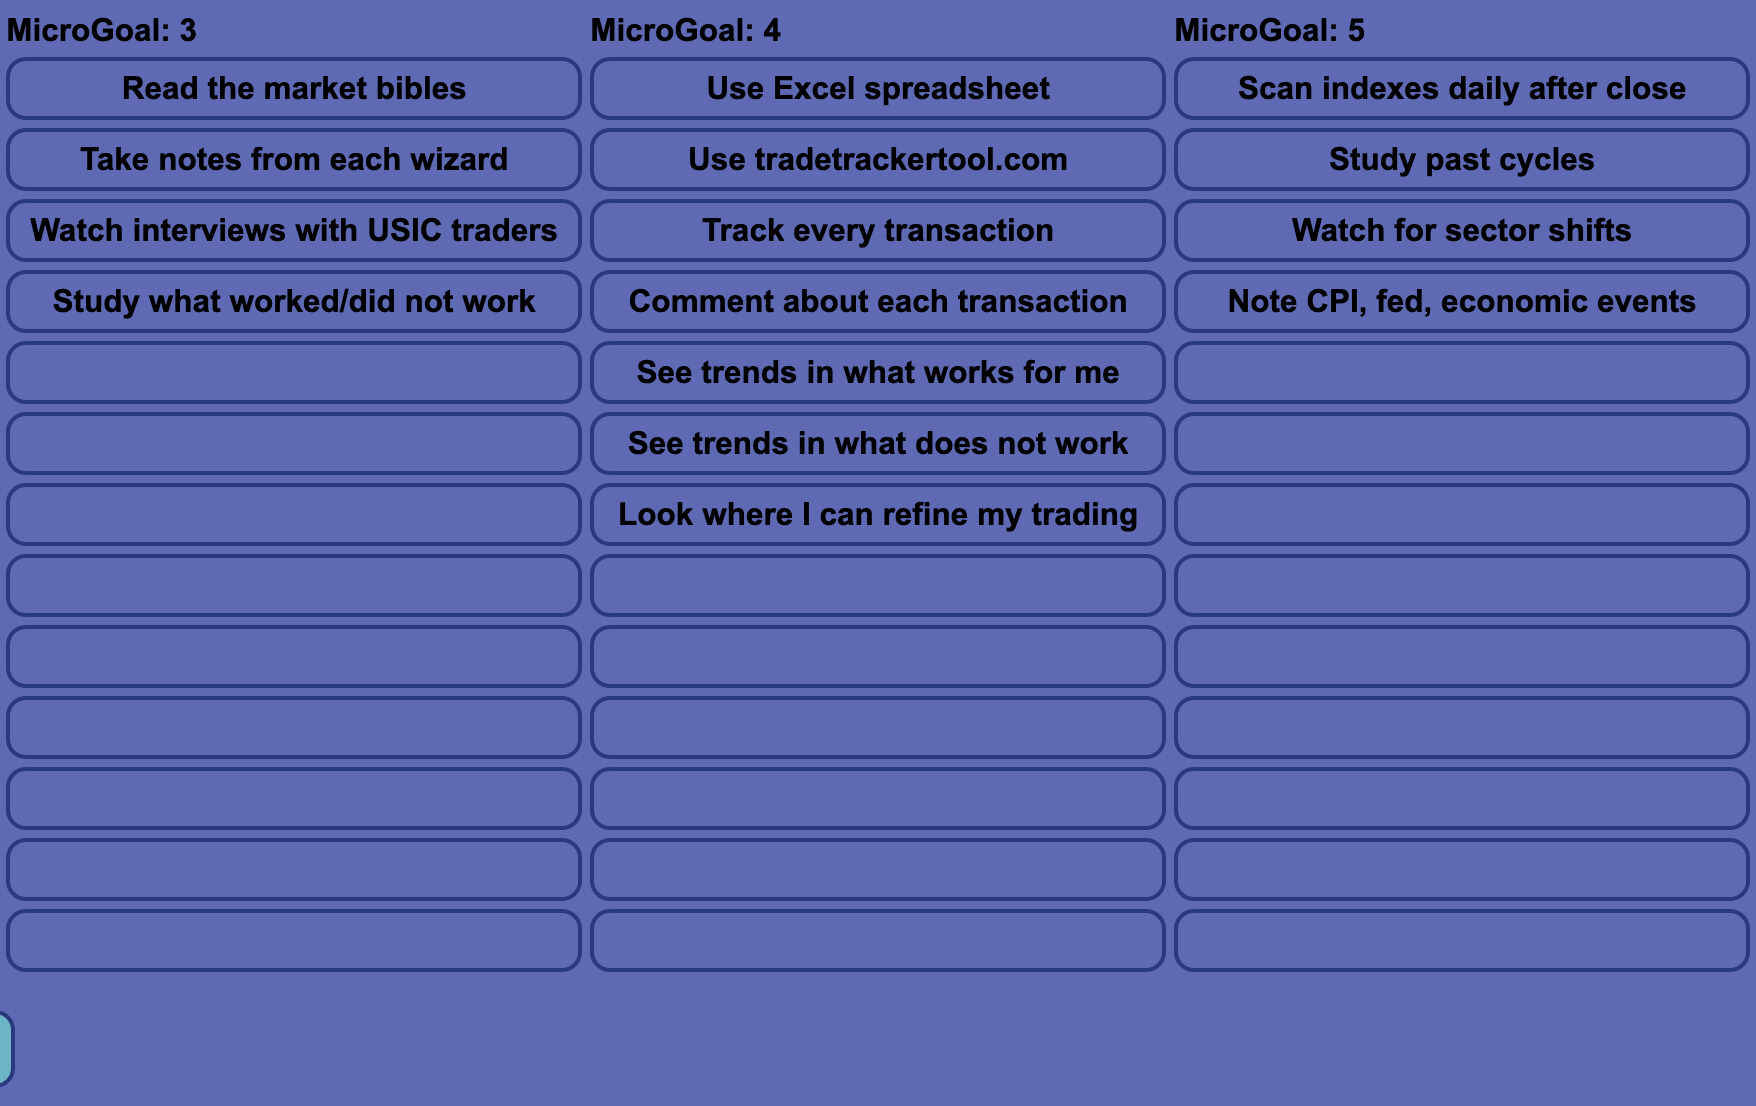 MicroGoal: 3
Read the market bibles
Take notes from each wizard
Watch interviews with USIC traders
Study what worked/did not work
MicroGoal: 4
Use Excel spreadsheet
Use tradetrackertool.com
Track every transaction
Comment about each transaction
See trends in what works for me
See trends in what does not work
Look where I can refine my trading
MicroGoal: 5
Scan indexes daily after close
Study past cycles
Watch for sector shifts
Note CPI, fed, economic events